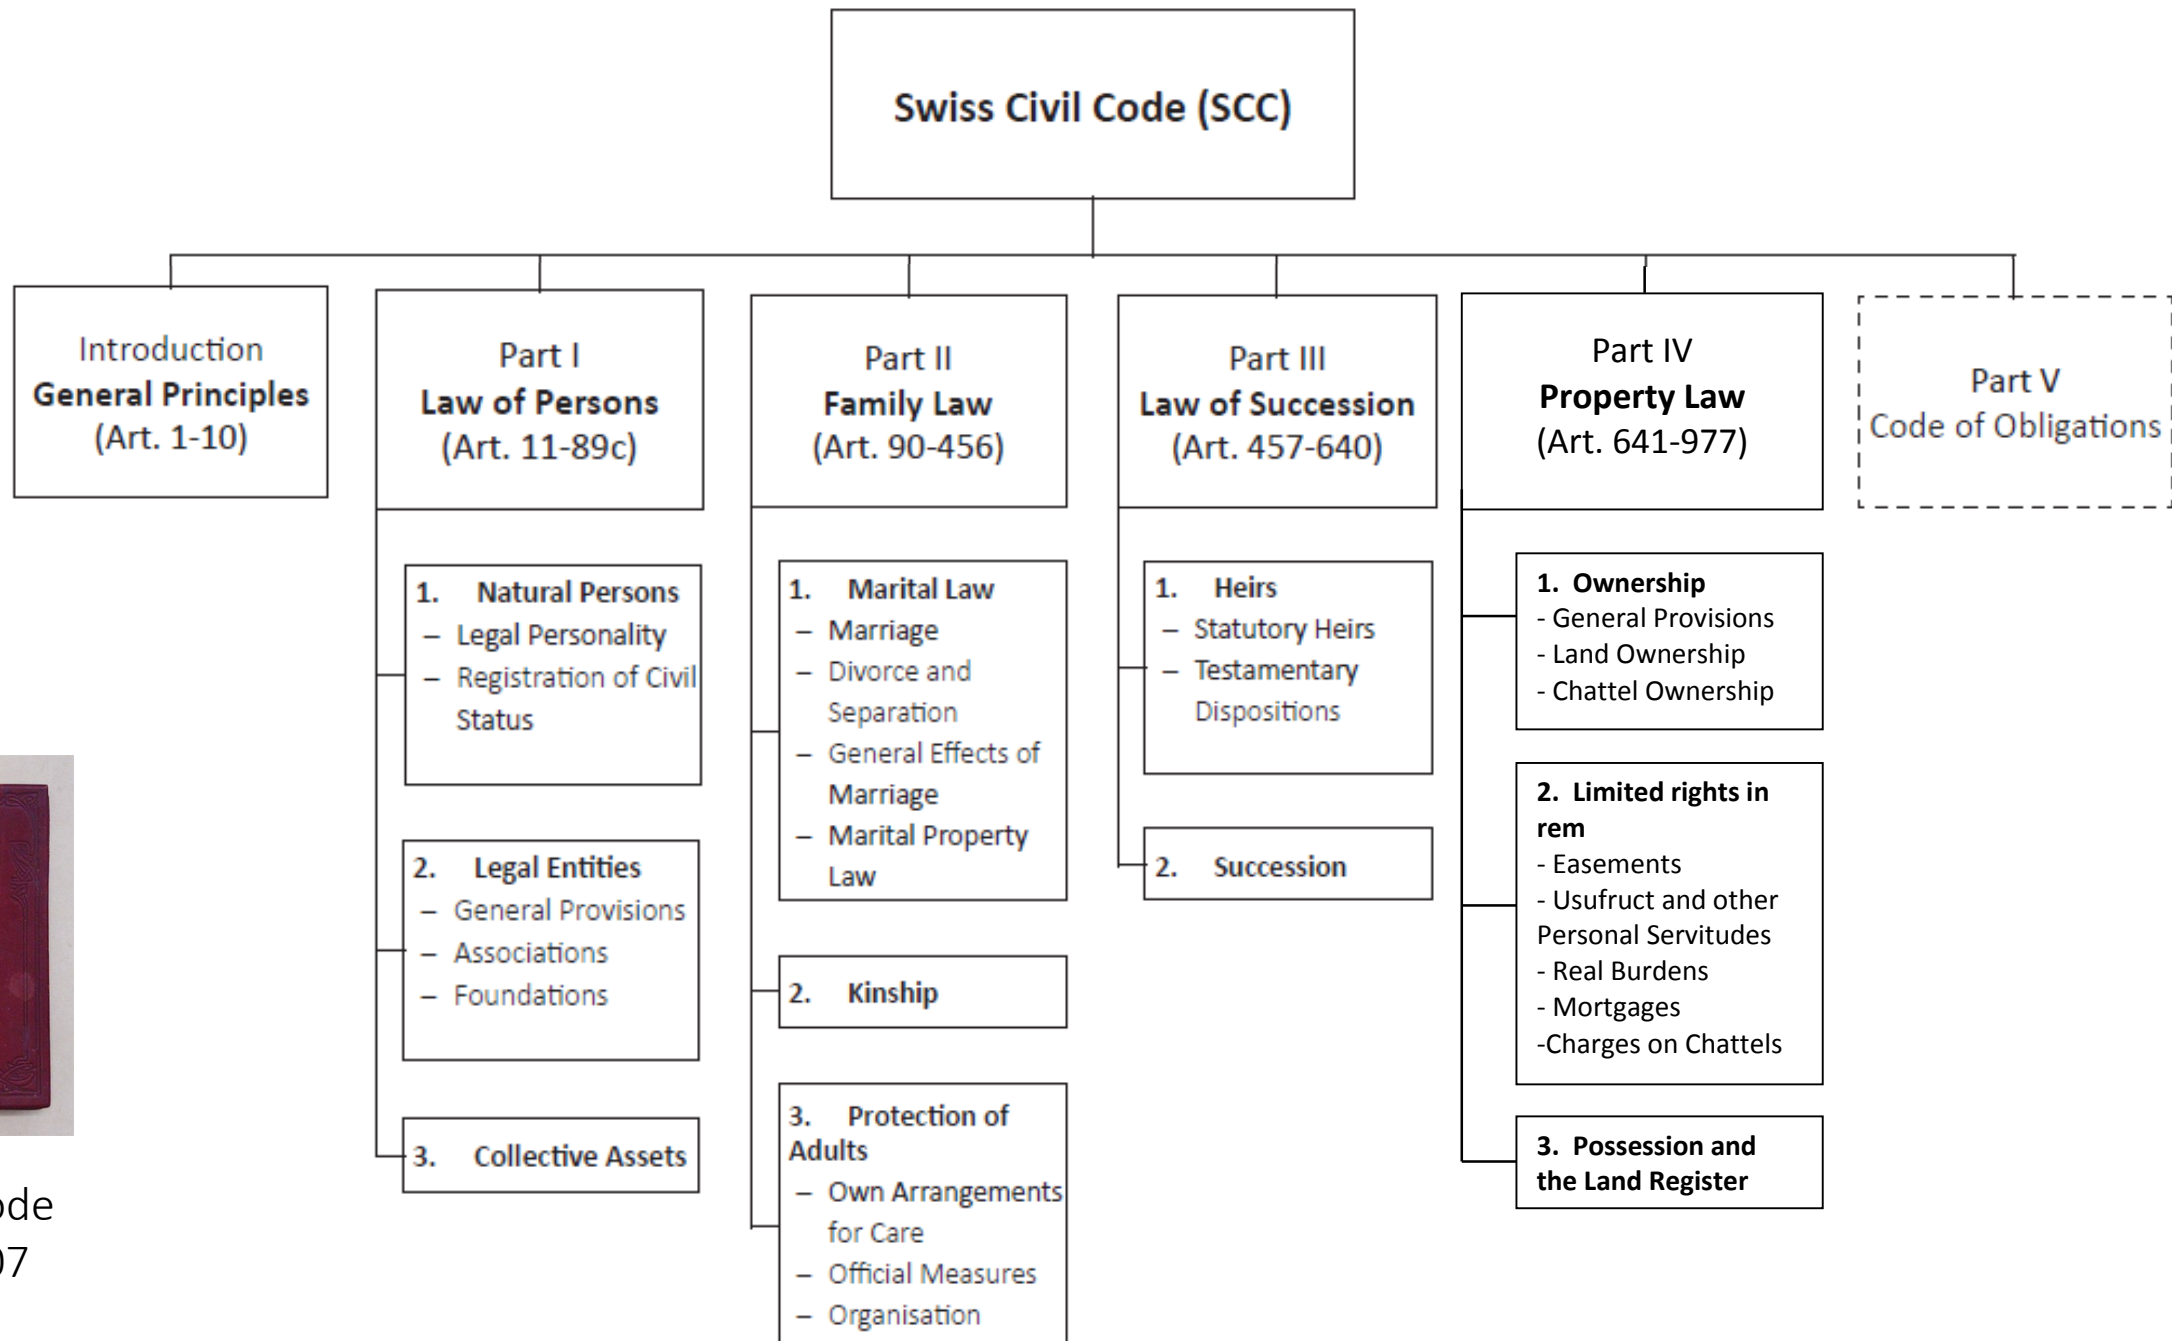 Swiss Civil Code (SCC)
Introduction
General Principles
(Art. 1-10)
Part I
Law of Persons
(Art. 11-89c)
1. Natural Persons
– Legal Personality
– Registration of Civil
Status
2. Legal Entities
– General Provisions
– Associations
– Foundations
3. Collective Assets
Part II
Family Law
(Art. 90-456)
1. Marital Law
– Marriage
– Divorce and
Separation
– General Effects of
Marriage
– Marital Property
Law
2. Kinship
3. Protection of
Adults
– Own Arrangements
for Care
– Official Measures
– Organisation
Part III
Law of Succession
(Art. 457-640)
1. Heirs
– Statutory Heirs
– Testamentary
Dispositions
2. Succession
Part IV
Property Law
(Art. 641-977)
1. Ownership
- General Provisions
- Land Ownership
- Chattel Ownership
2. Limited rights in
rem
- Easements
- Usufruct and other
Personal Servitudes
- Real Burdens
- Mortgages
-Charges on Chattels
3. Possession and
the Land Register
Part V
Code of Obligations